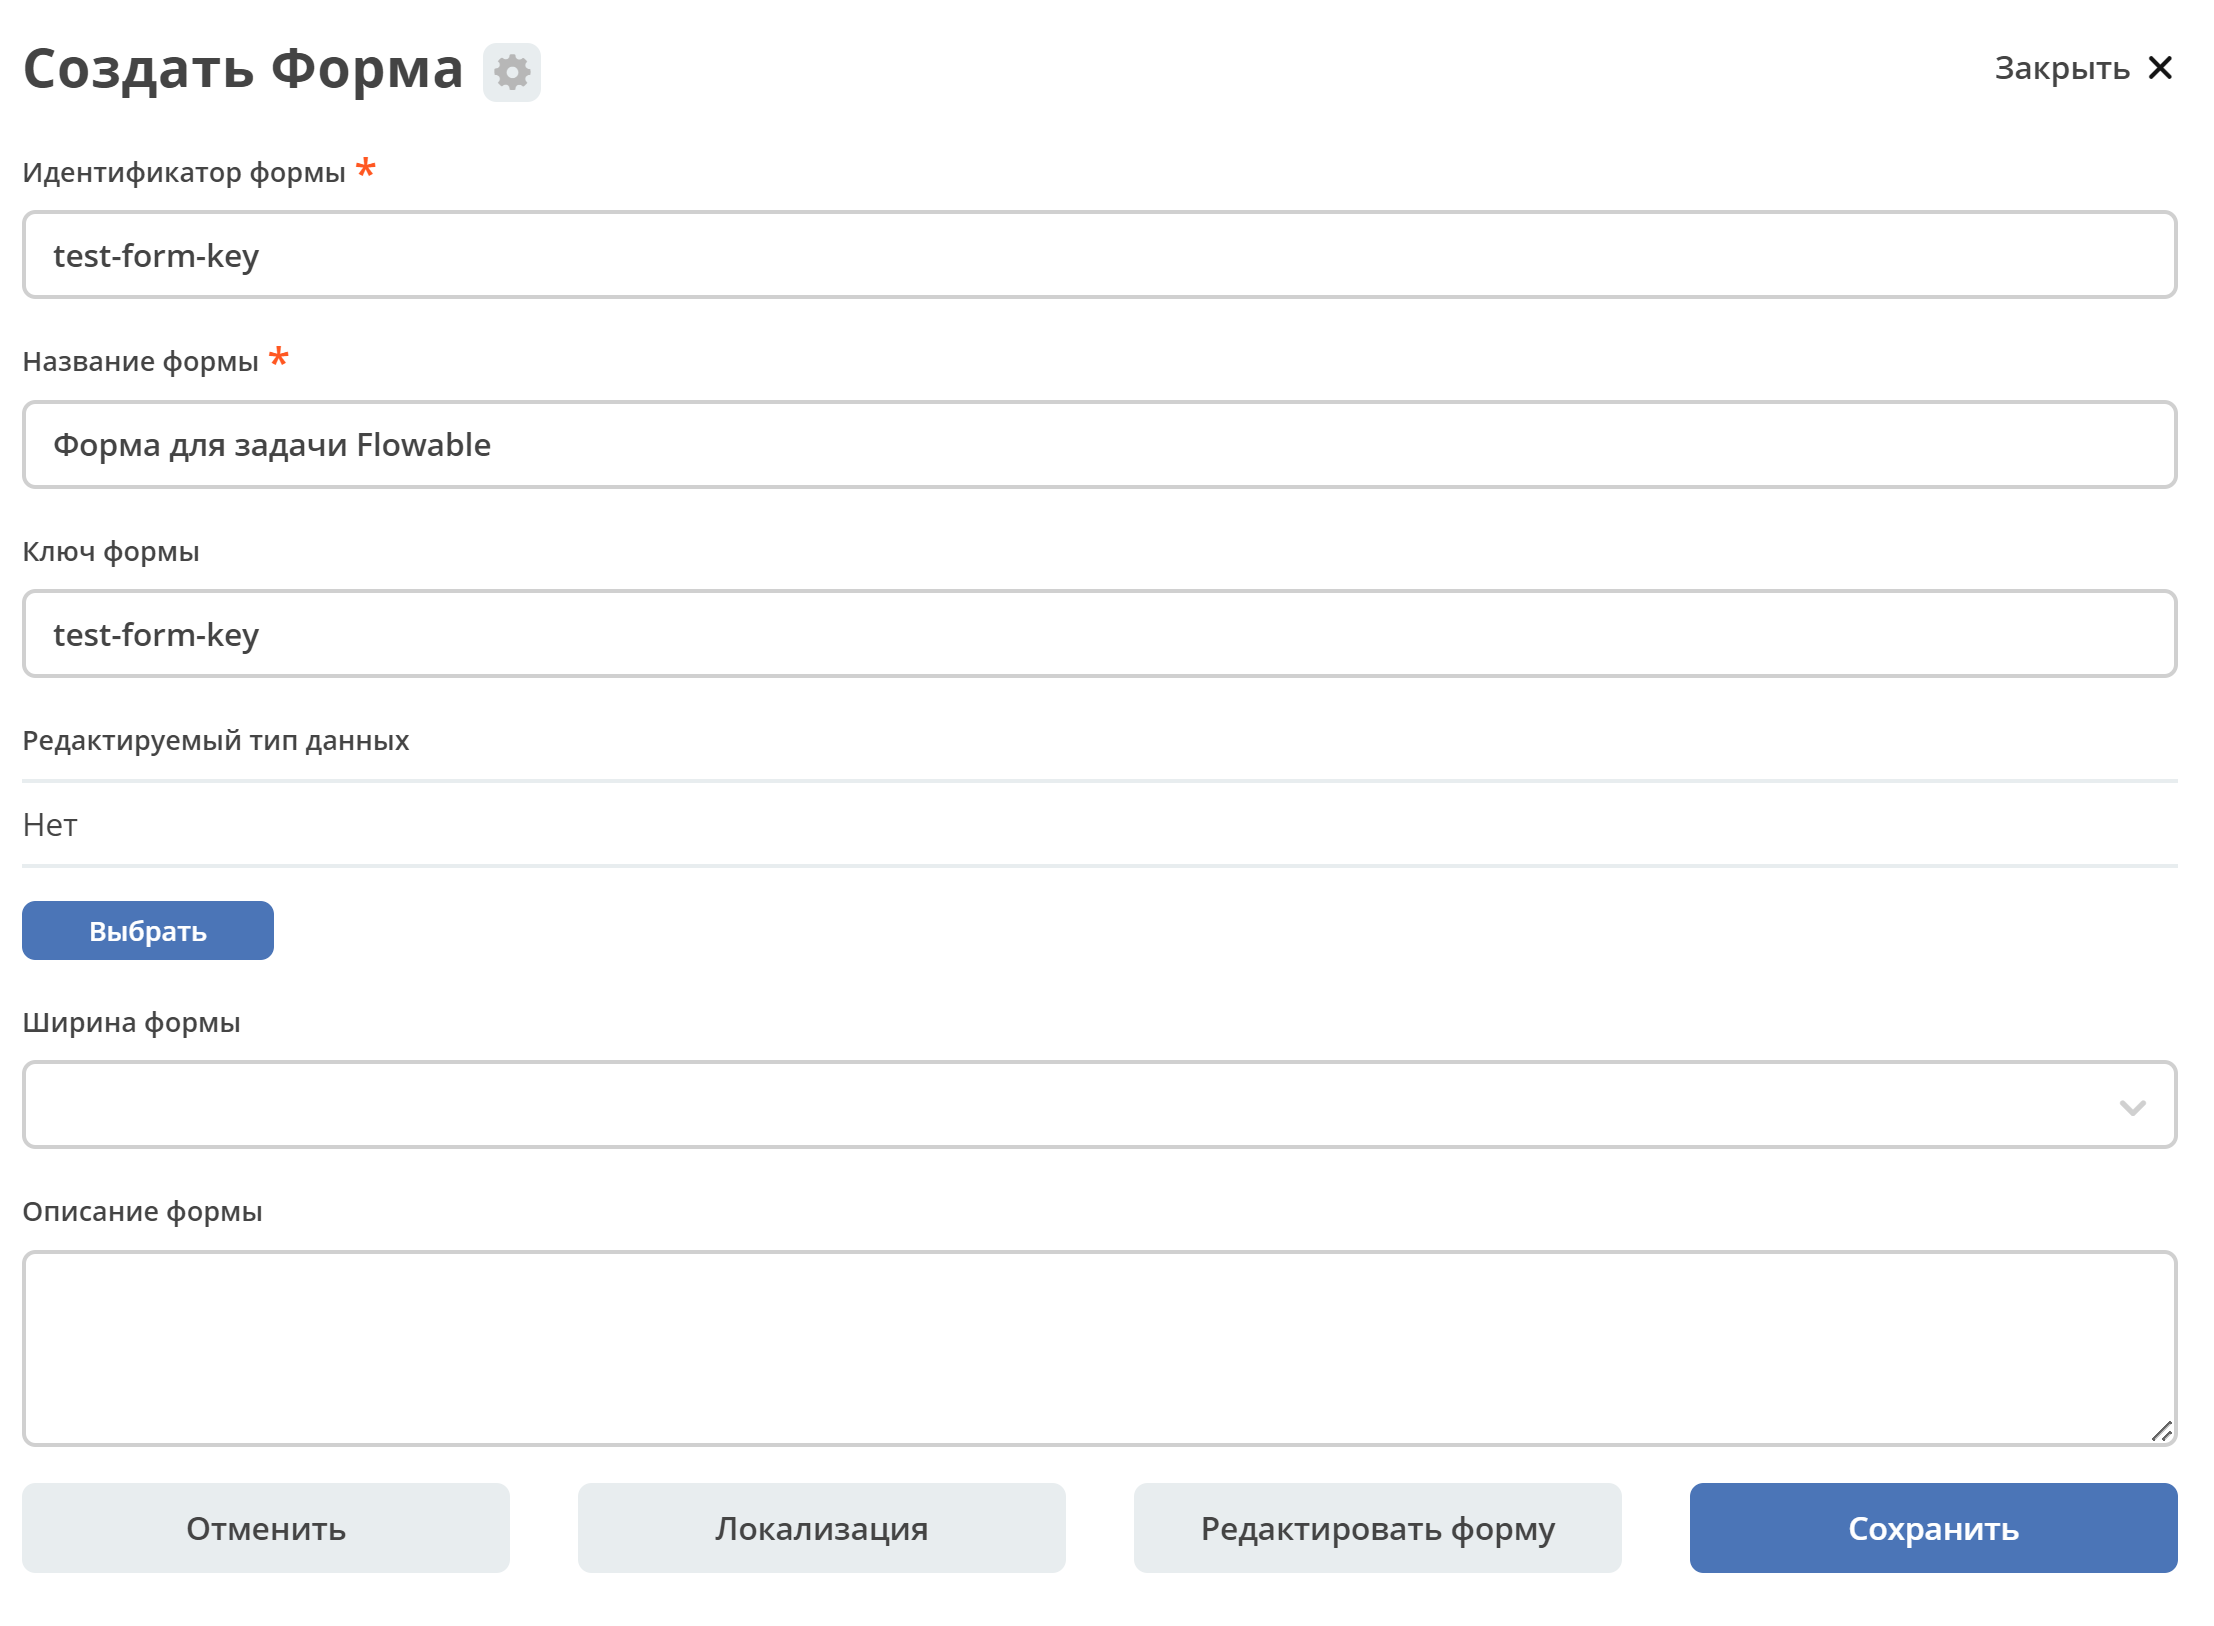 Создать Форма
Закрыть
Идентификатор формы *
test-form-key
Название формы *
Форма для задачи Flowable
Ключ формы
test-form-key
Редактируемый тип данных
Нет
Выбрать
Ширина формы
Описание формы
Отменить
Локализация
Редактировать форму
Сохранить